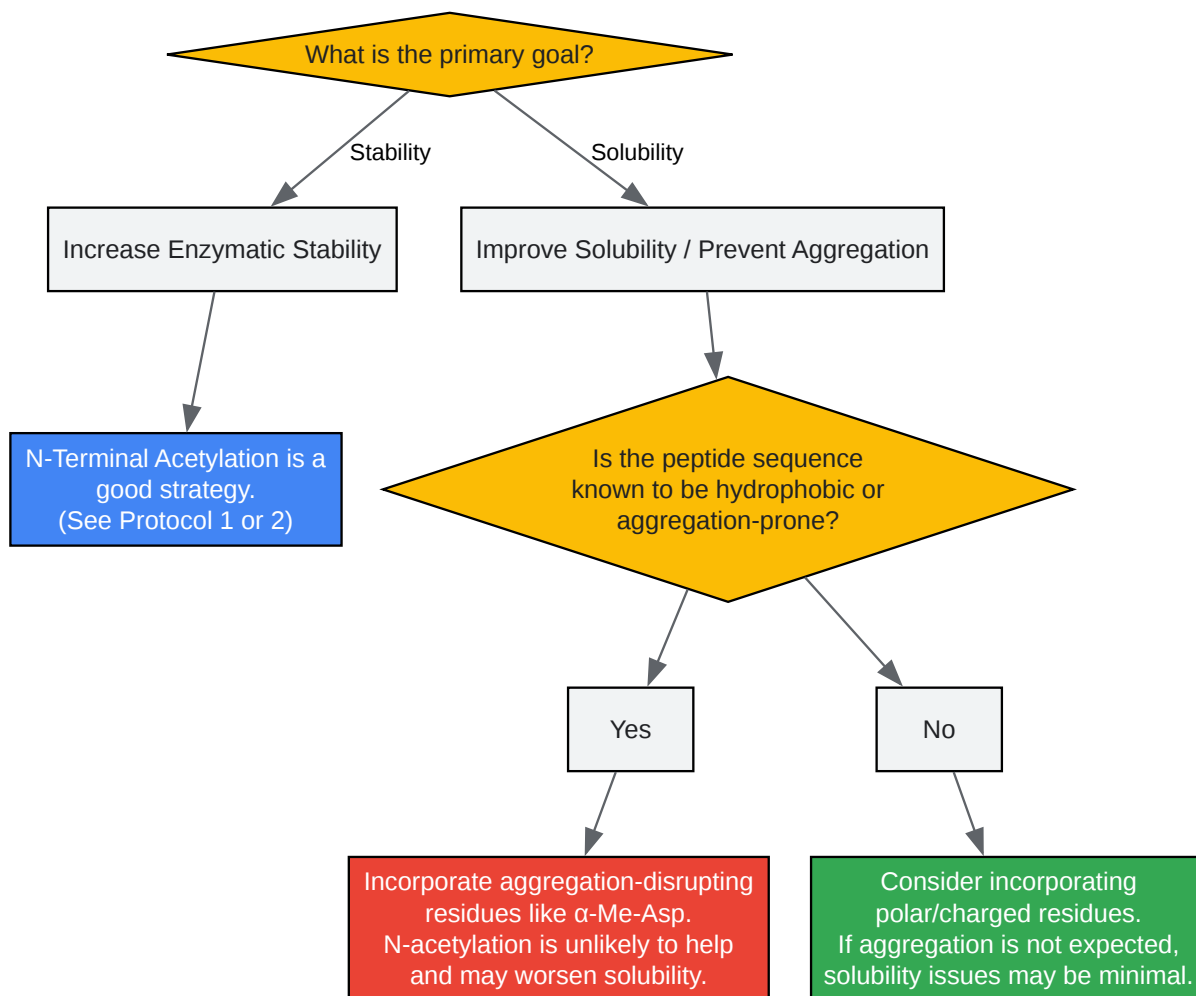 What is the primary goal?
Stability
Solubility
Increase Enzymatic Stability
Improve Solubility / Prevent Aggregation
N-Terminal Acetylation is a
good strategy.
(See Protocol 1 or 2)
Is the peptide sequence
known to be hydrophobic or
aggregation-prone?
Yes
No
Incorporate aggregation-disrupting
residues like α-Me-Asp.
N-acetylation is unlikely to help
and may worsen solubility.
Consider incorporating
polar/charged residues.
If aggregation is not expected,
solubility issues may be minimal.